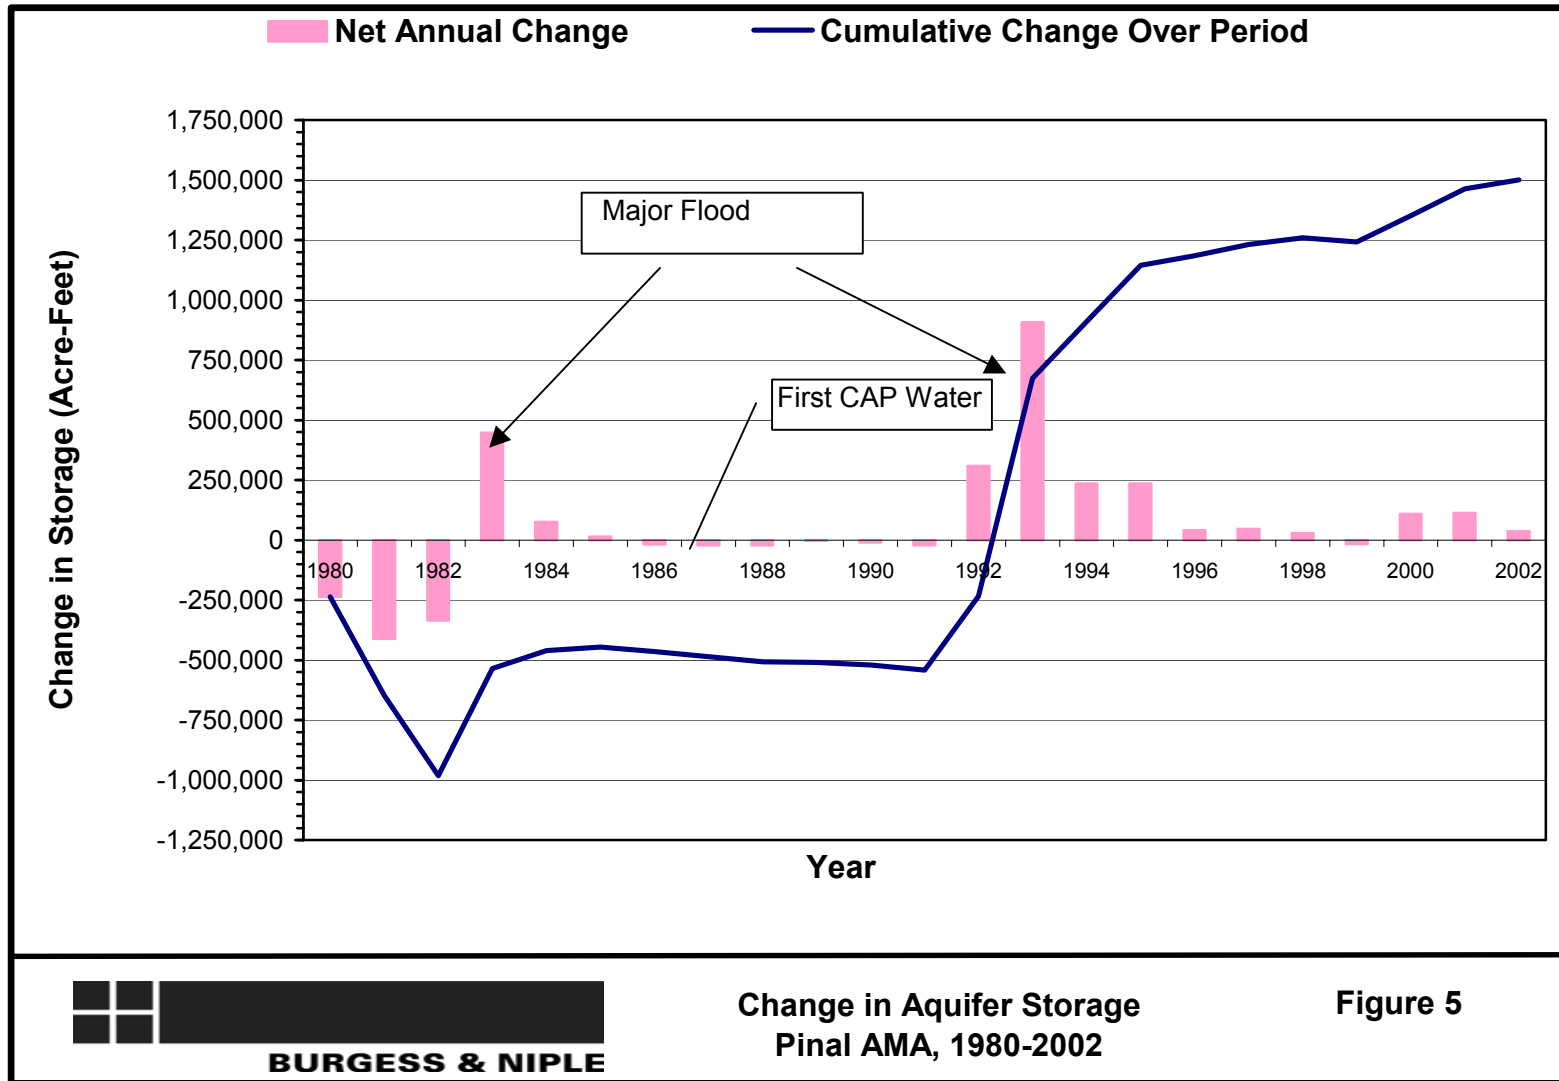 Net Annual Change
Cumulative Change Over Period
1,750,000
1,500,000
1,250,000
1,000,000
750,000
500,000
250,000
0
-250,000
-500,000
-750,000
-1,000,000
-1,250,000
Change in Storage (Acre-Feet)
Major Flood
First CAP Water
1980 1982 1984 1986 1988 1990 1992 1994 1996 1998 2000 2002
Year
BURGESS & NIPLE
Change in Aquifer Storage
Pinal AMA, 1980-2002
Figure 5